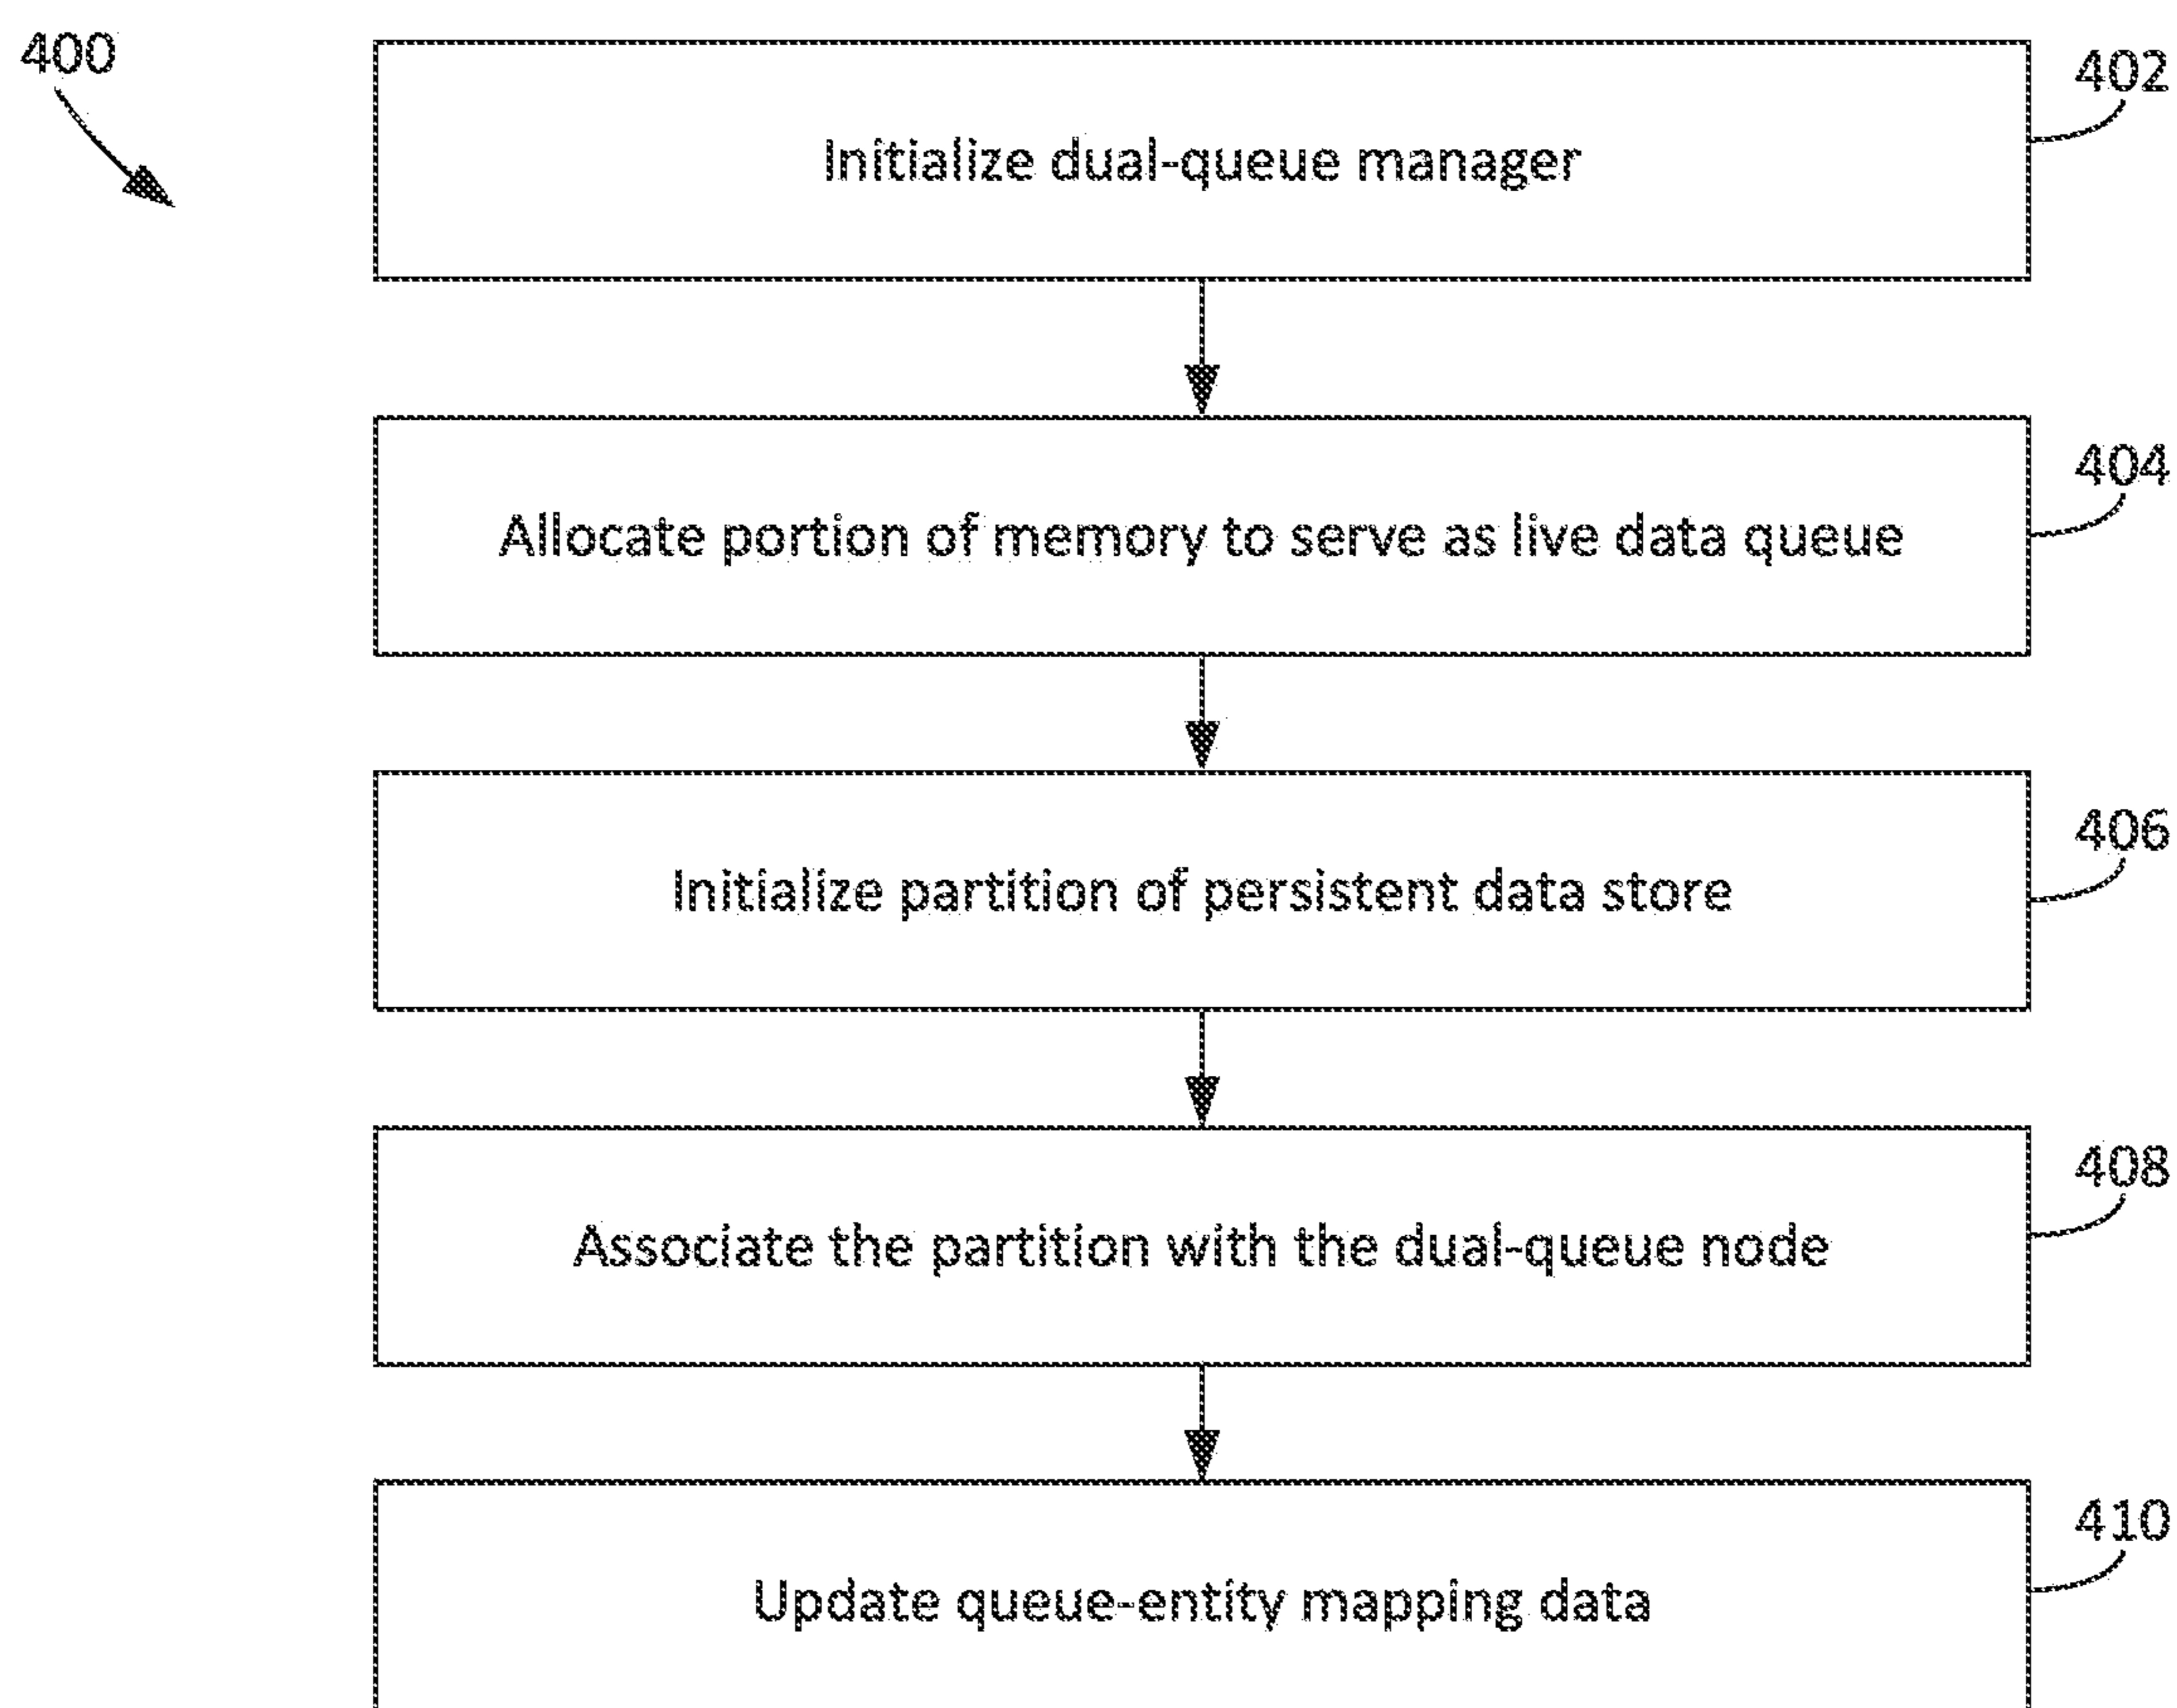 400
402
Initialize dual-queue manager
404
Allocate portion of memory to serve as live data queue
406
Initialize partition of persistent data store
408
Associate the partition with the dual-queue node
410
Update queue-entity mapping data